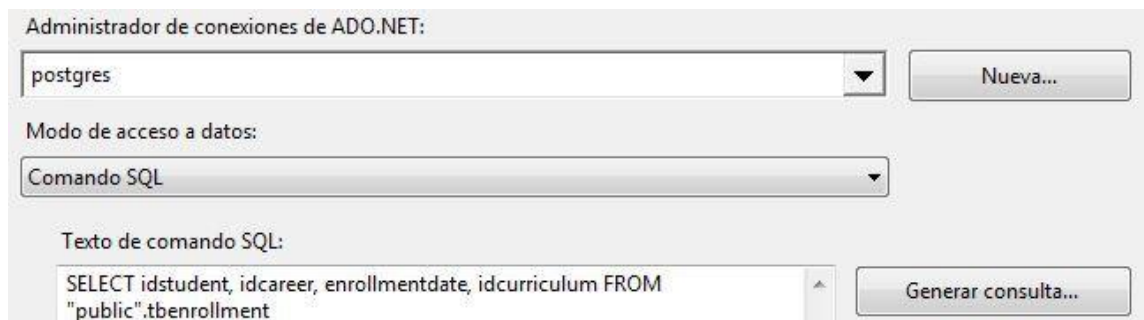 Administrador de conexiones de ADO.NET:
postgres
Nueva...
Modo de acceso a datos:
Comando SQL
Texto de comando SQL:
SELECT idstudent, idcareer, enrollmentdate, idcurriculum FROM
"public".tbenrollment
Generar consulta...